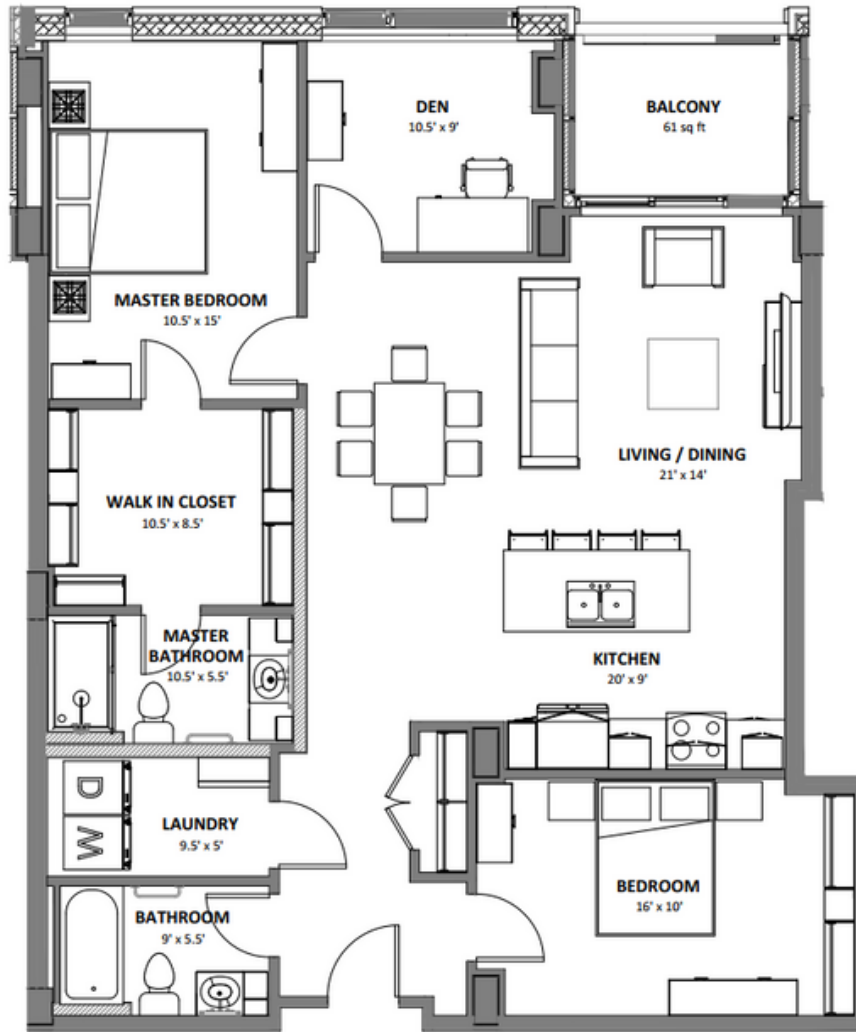 DEN
10.5' x 9'
BALCONY
61 sq ft
MASTER BEDROOM
10.5' x 15'
LIVING / DINING
21' x 14'
WALK IN CLOSET
10.5' x 8.5'
MASTER
BATHROOM
10.5' x 5.5'
KITCHEN
20' x 9'
D
W
LAUNDRY
9.5' x 5'
BEDROOM
16' x 10'
BATHROOM
9' x 5.5'